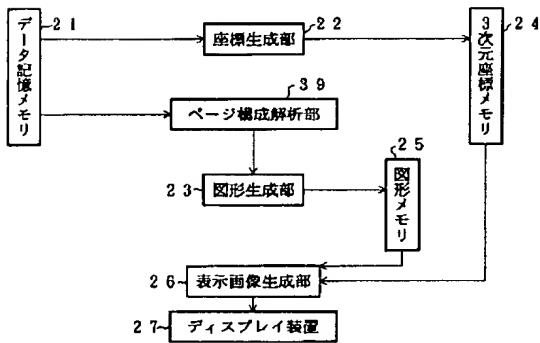 データ記憶メモリ
21
座標生成部
22
3次元座標メモリ
24
39
ページ構成解析部
25
23
図形生成部
図形メモリ
26
表示画像生成部
27
ディスプレイ装置